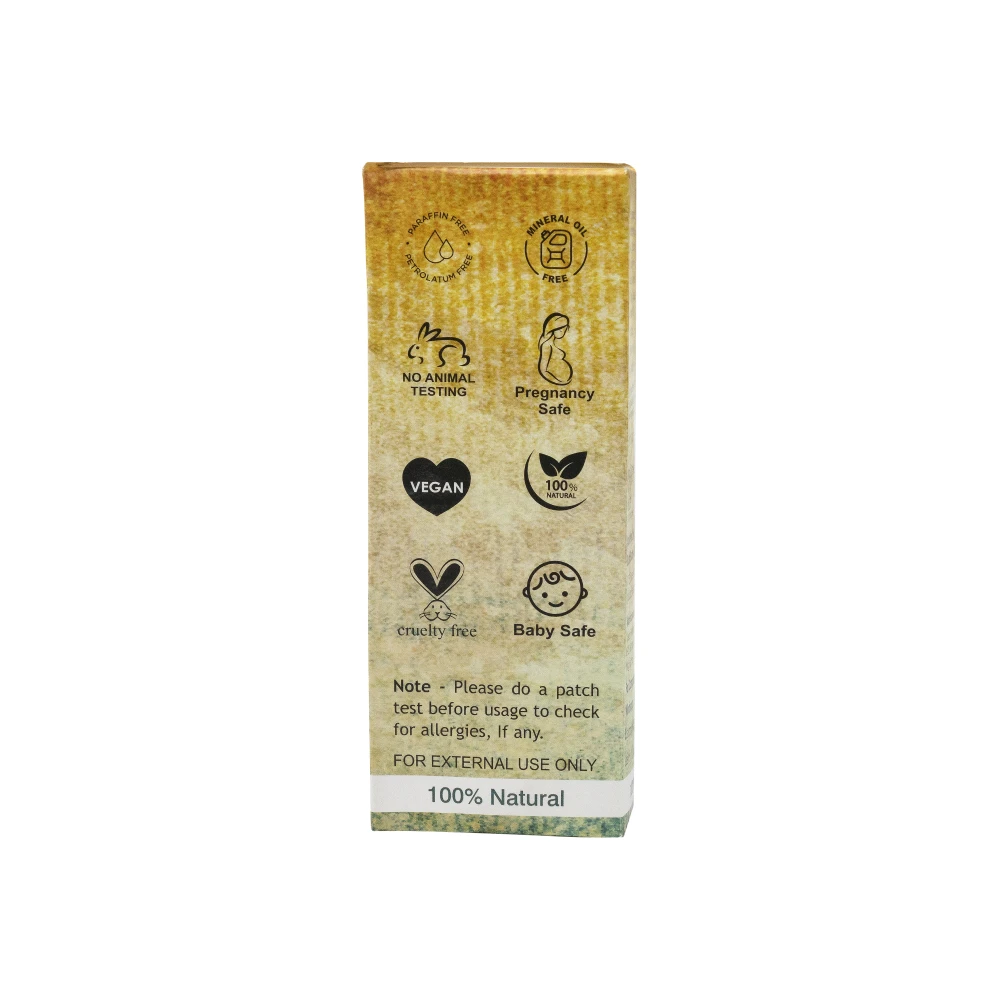 PARAFFIN FREE
PETROLATUM FREE
MINERAL OIL
FREE
NO ANIMAL
TESTING
Pregnancy
Safe
VEGAN
100%
NATURAL
cruelty free
Baby Safe
Note - Please do a patch
test before usage to check
for allergies, If any.
FOR EXTERNAL USE ONLY
100% Natural